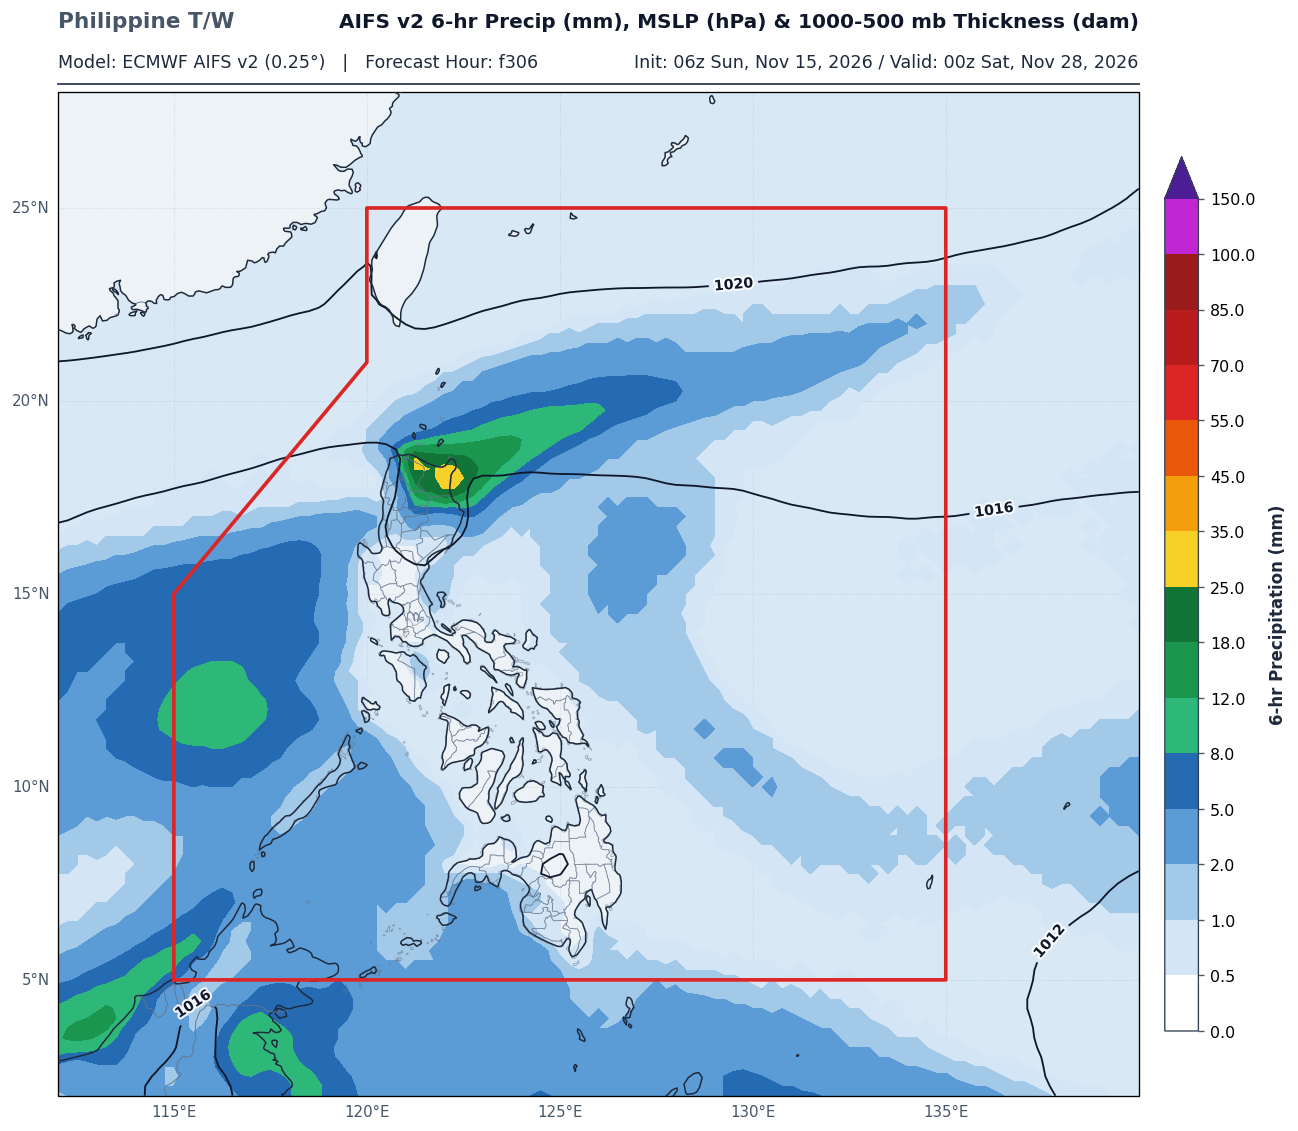 Philippine T/W
AIFS v2 6-hr Precip (mm), MSLP (hPa) & 1000-500 mb Thickness (dam)
Model: ECMWF AIFS v2 (0.25°) | Forecast Hour: f306
Init: 06z Sun, Nov 15, 2026 / Valid: 00z Sat, Nov 28, 2026
25°N
20°N
15°N
10°N
5°N
115°E
120°E
125°E
130°E
135°E
1020
1016
1012
1016
150.0
100.0
85.0
70.0
55.0
45.0
35.0
25.0
18.0
12.0
8.0
5.0
2.0
1.0
0.5
0.0
6-hr Precipitation (mm)